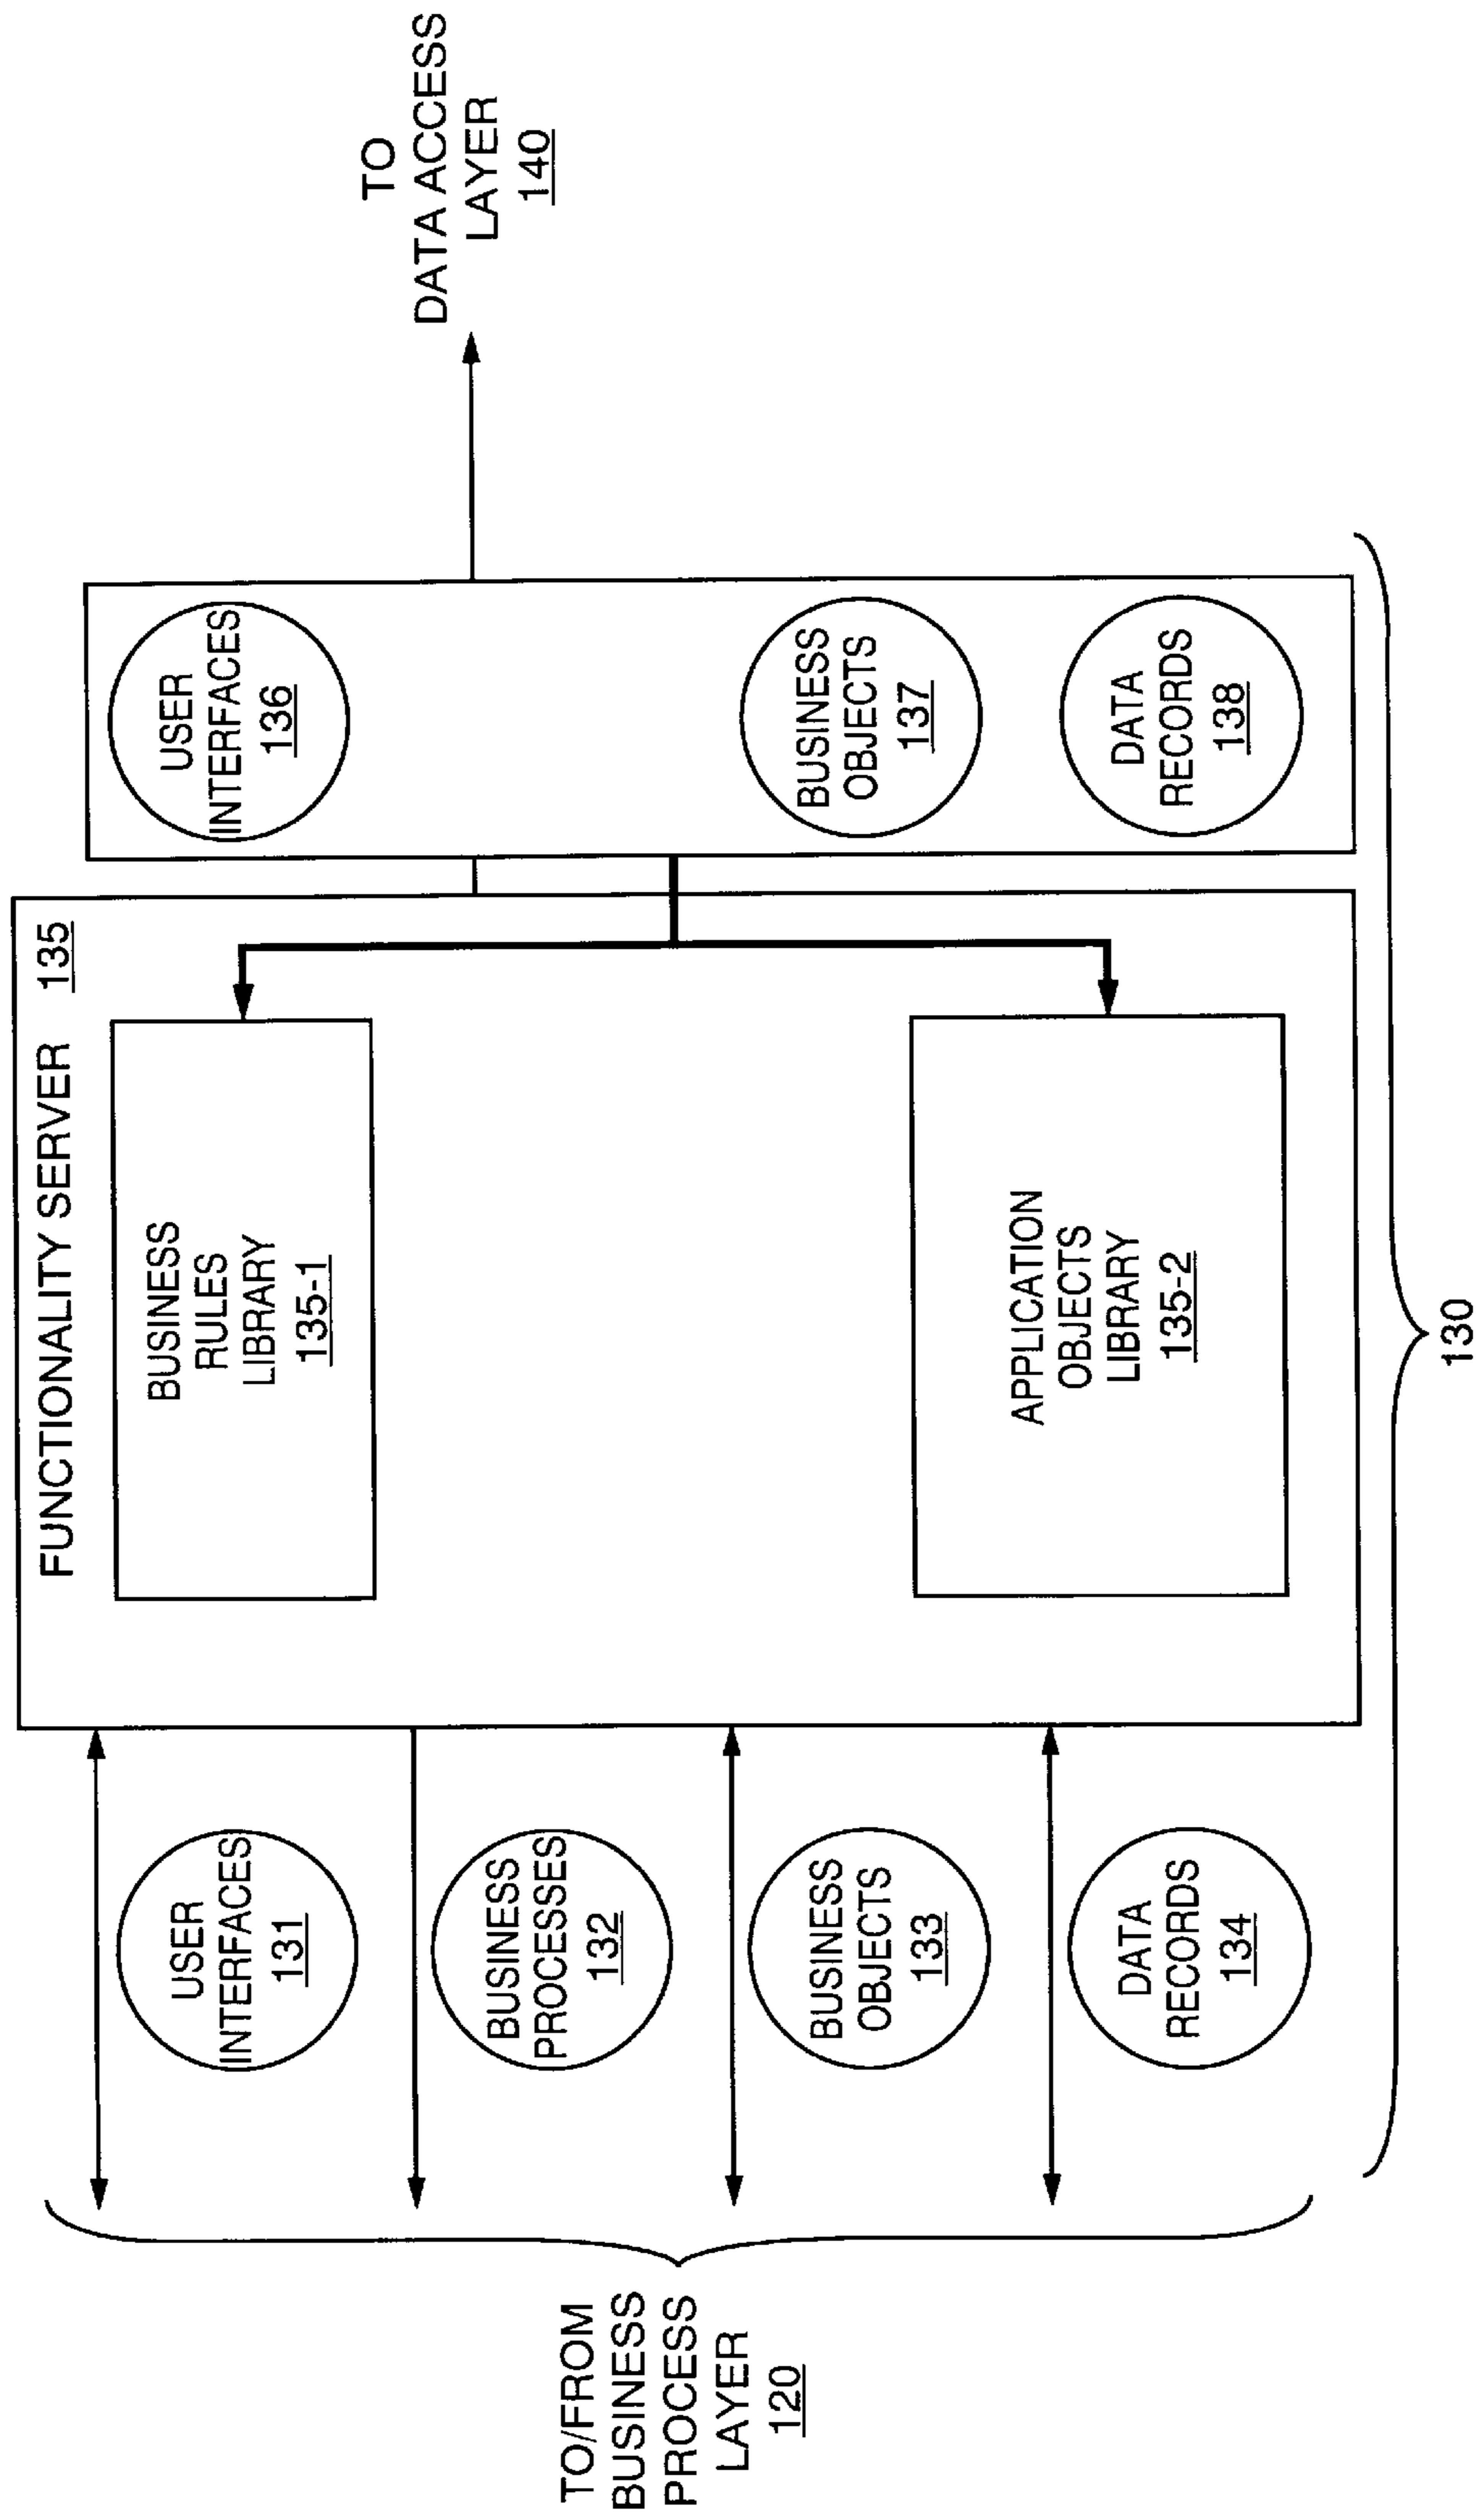 TO/FROM
BUSINESS
PROCESS
LAYER
120
USER
INTERFACES
131
BUSINESS
PROCESSES
132
BUSINESS
OBJECTS
133
DATA
RECORDS
134
FUNCTIONALITY SERVER 135
BUSINESS
RULES
LIBRARY
135-1
APPLICATION
OBJECTS
LIBRARY
135-2
USER
INTERFACES
136
BUSINESS
OBJECTS
137
DATA
RECORDS
138
TO
DATA ACCESS
LAYER
140
130